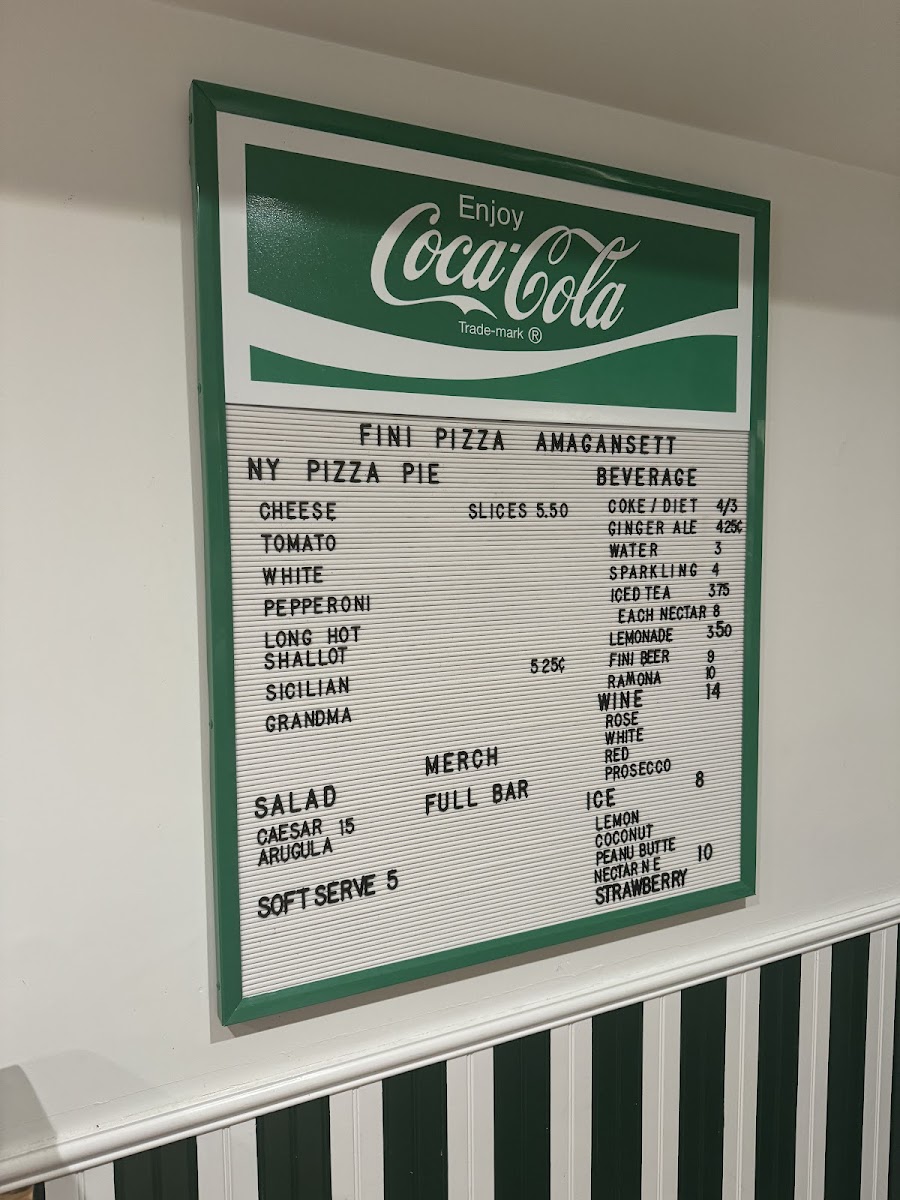 Enjoy
Coca-Cola
Trade-mark ®
FINI PIZZA AMAGANSETT
NY PIZZA PIE
CHEESE SLICES 5.50
TOMATO
WHITE
PEPPERONI
LONG HOT
SHALLOT
5.25¢
SICILIAN
GRANDMA
MERCH
FULL BAR
SALAD
CAESAR 15
ARUGULA
SOFT SERVE 5
BEVERAGE
COKE / DIET 4/3
GINGER ALE 425¢
WATER 3
SPARKLING 4
ICED TEA 375
EACH NECTAR 8
LEMONADE 350
FINI BEER 9
RAMONA 10
WINE 14
ROSE
WHITE
RED
PROSECCO
ICE 8
LEMON
COCONUT
PEANU BUTTE
NECTAR N E 10
STRAWBERRY